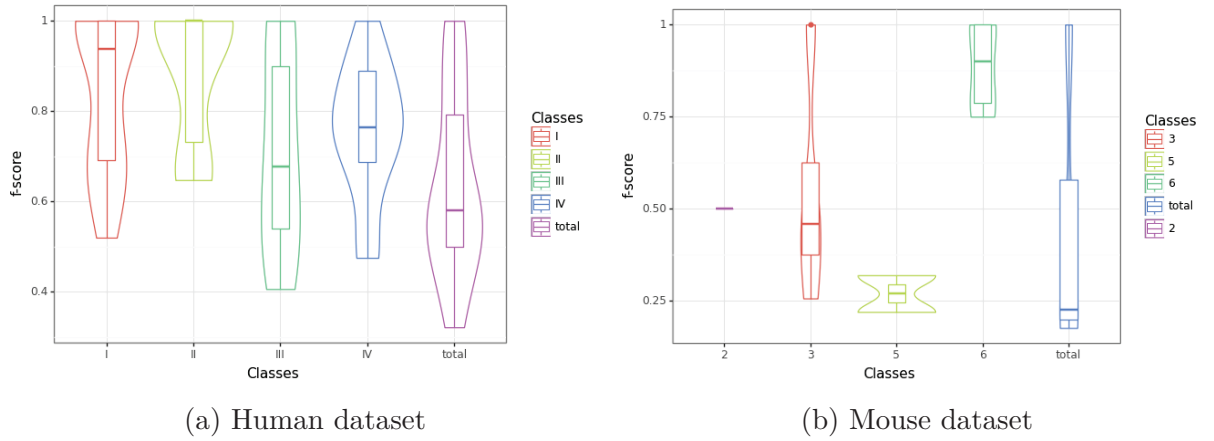 1
0.8
0.6
0.4
f-score
I II III IV total
Classes
Classes
I
II
III
IV
total
(a) Human dataset
1
0.75
0.50
0.25
f-score
2 3 5 6 total
Classes
Classes
3
5
6
total
2
(b) Mouse dataset